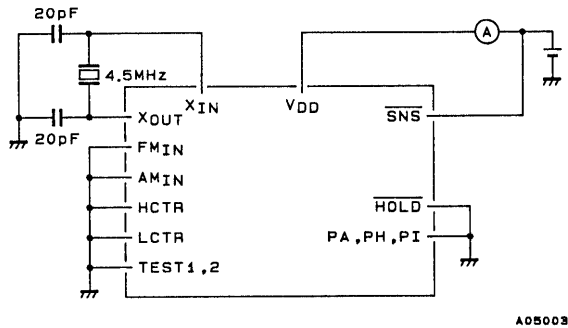 20pF
4.5MHz
20pF
XIN
VDD
A
XOUT
SNS
FMIN
AMIN
HCTR
HOLD
LCTR
PA,PH,PI
TEST1,2
A05003